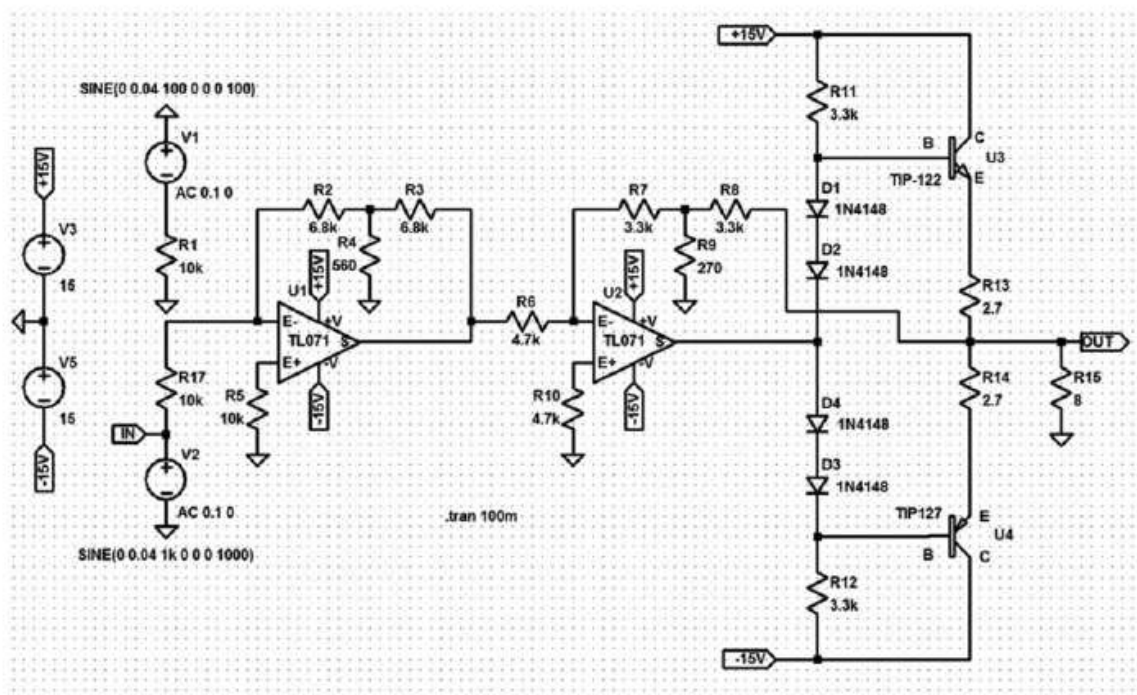 +15V
SINE(0 0.04 100 0 0 0 100)
V1
AC 0.1 0
+15V
V3
15
R1
10k
V5
15
-15V
R17
10k
IN
V2
AC 0.1 0
SINE(0 0.04 1k 0 0 0 1000)
R2
6.8k
R3
6.8k
R4
560
U1
+15V
E-
+V
TL071
S
E+
-V
-15V
R5
10k
R6
4.7k
R7
3.3k
R8
3.3k
R9
270
U2
+15V
E-
+V
TL071
S
E+
-V
-15V
R10
4.7k
.tran 100m
R11
3.3k
B
C
U3
TIP-122
E
D1
1N4148
D2
1N4148
R13
2.7
OUT
R14
2.7
R15
8
D4
1N4148
D3
1N4148
TIP127
E
U4
B
C
R12
3.3k
-15V